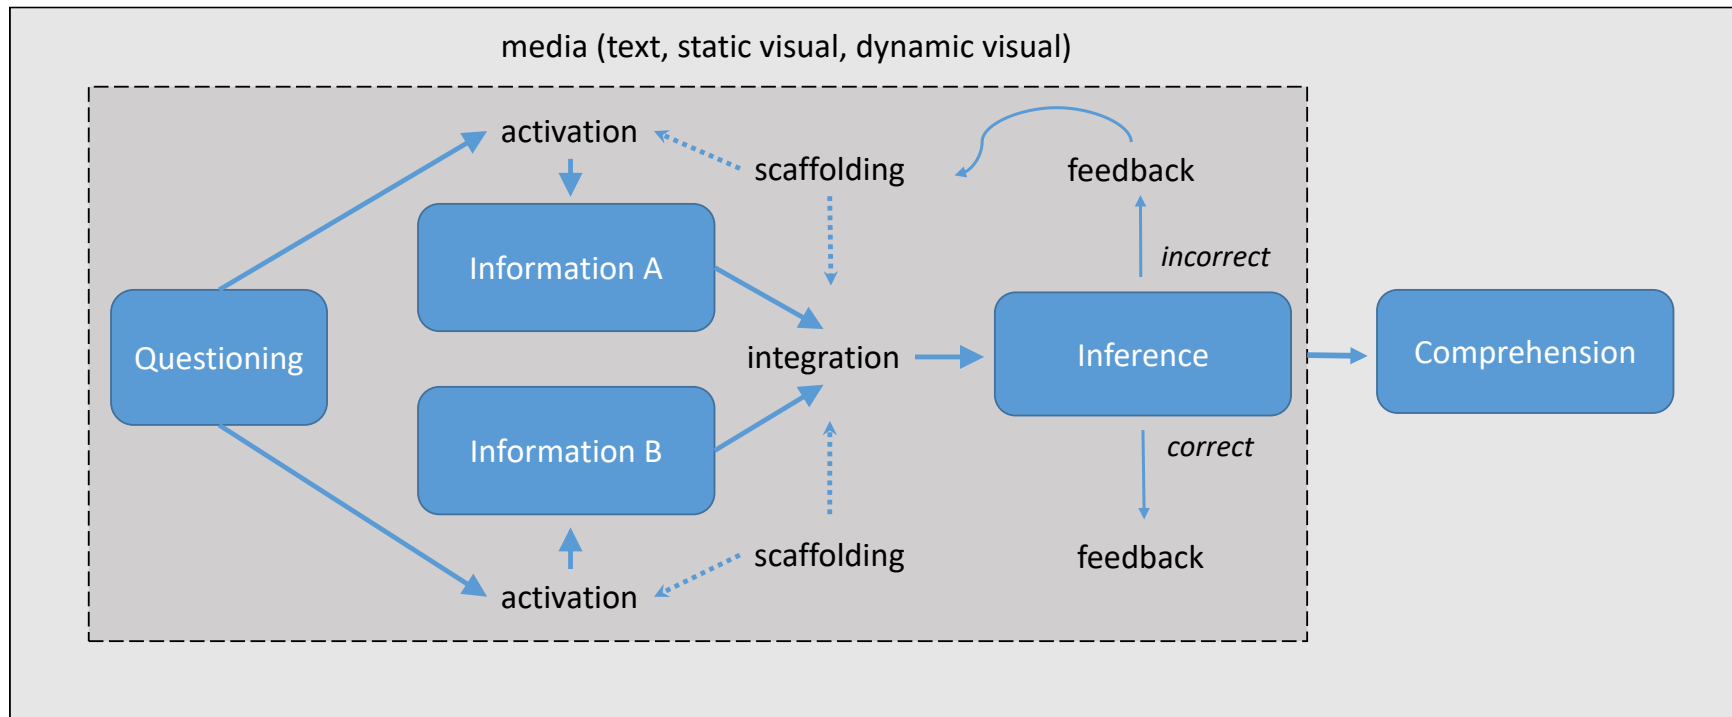 media (text, static visual, dynamic visual)
activation
scaffolding
feedback
Information A
incorrect
Questioning
integration
Inference
Comprehension
Information B
correct
scaffolding
feedback
activation